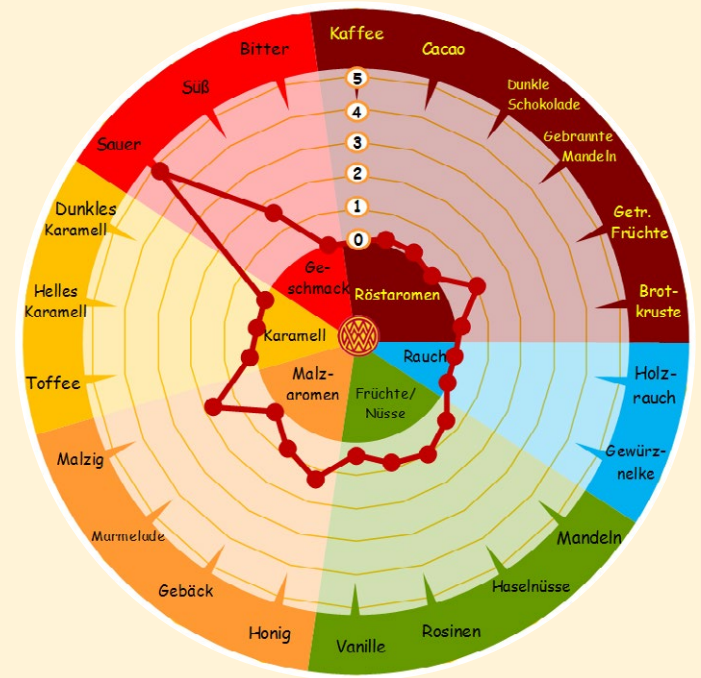 Kaffee
Cacao
Dunkle
Schokolade
Gebrannte
Mandeln
Getr.
Früchte
Brot-
kruste
Holz-
rauch
Gewürz-
nelke
Mandeln
Haselnüsse
Rosinen
Vanille
Honig
Gebäck
Marmelade
Malzig
Toffee
Helles
Karamell
Dunkles
Karamell
Sauer
Süß
Bitter
5
4
3
2
1
0
Ge-
schmack
Röstaromen
Karamell
Rauch
Malz-
aromen
Früchte/
Nüsse